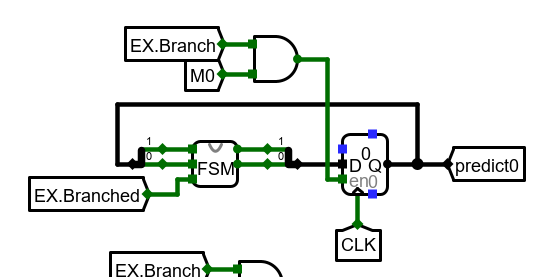 EX.Branch
M0
1
0
1
0
FSM
EX.Branched
0
D Q
en0
predict0
CLK
EX.Branch